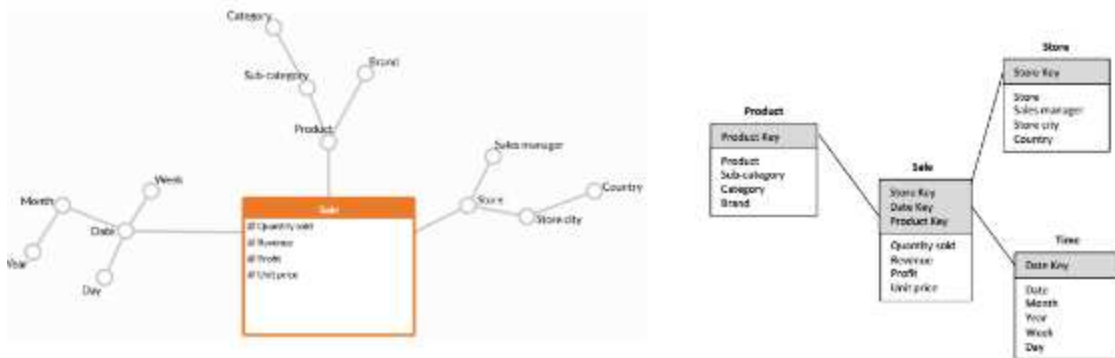 Category
Sub-category
Brand
Product
Sales manager
Country
Store
Store city
Week
Month
Date
Year
Day
Sale
# Quantity sold
# Revenue
# Profit
# Unit price
Product
Product Key
Product
Sub-category
Category
Brand
Sale
Store Key
Date Key
Product Key
Quantity sold
Revenue
Profit
Unit price
Store
Store Key
Store
Sales manager
Store city
Country
Time
Date Key
Date
Month
Year
Week
Day